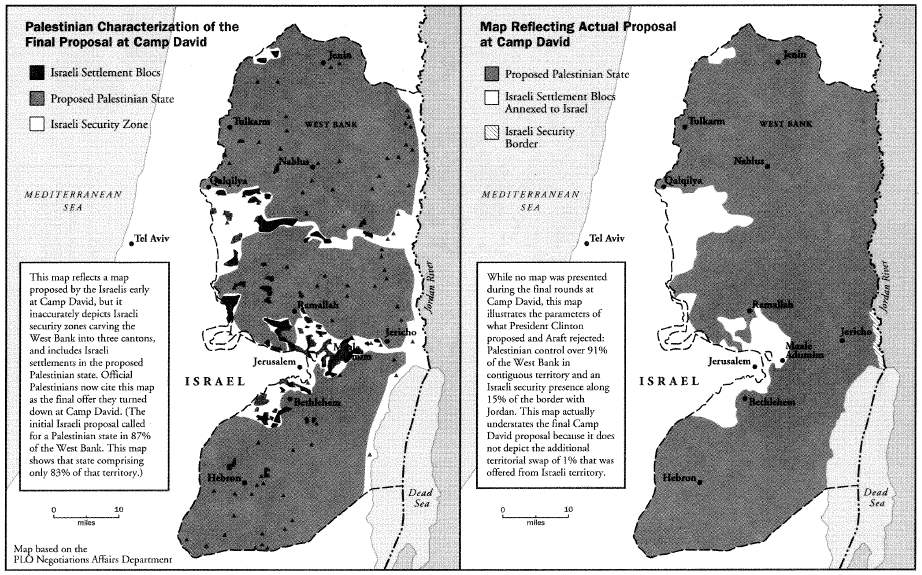 Palestinian Characterization of the
Final Proposal at Camp David
Israeli Settlement Blocs
Proposed Palestinian State
Israeli Security Zone
Jenin
Tulkarm
WEST BANK
Nablus
Qalqilya
MEDITERRANEAN
SEA
Tel Aviv
This map reflects a map
proposed by the Israelis early
at Camp David, but it
inaccurately depicts Israeli
security zones carving the
West Bank into three cantons,
and includes Israeli
settlements in the proposed
Palestinian state. Official
Palestinians now cite this map
as the final offer they turned
down at Camp David. (The
initial Israeli proposal called
for a Palestinian state in 87%
of the West Bank. This map
shows that state comprising
only 83% of that territory.)
Jordan River
Ramallah
Jericho
Jerusalem
ISRAEL
Bethlehem
Hebron
Dead
Sea
0 10
miles
Map based on the
PLO Negotiations Affairs Department
Map Reflecting Actual Proposal
at Camp David
Proposed Palestinian State
Israeli Settlement Blocs
Annexed to Israel
Israeli Security
Border
Jenin
Tulkarm
WEST BANK
Nablus
Qalqilya
MEDITERRANEAN
SEA
Tel Aviv
While no map was presented
during the final rounds at
Camp David, this map
illustrates the parameters of
what President Clinton
proposed and Araft rejected:
Palestinian control over 91%
of the West Bank in
contiguous territory and an
Israeli security presence along
15% of the border with
Jordan. This map actually
understates the final Camp
David proposal because it does
not depict the additional
territorial swap of 1% that was
offered from Israeli territory.
Jordan River
Ramallah
Jericho
Maale
Adumim
Jerusalem
ISRAEL
Bethlehem
Hebron
Dead
Sea
0 10
miles